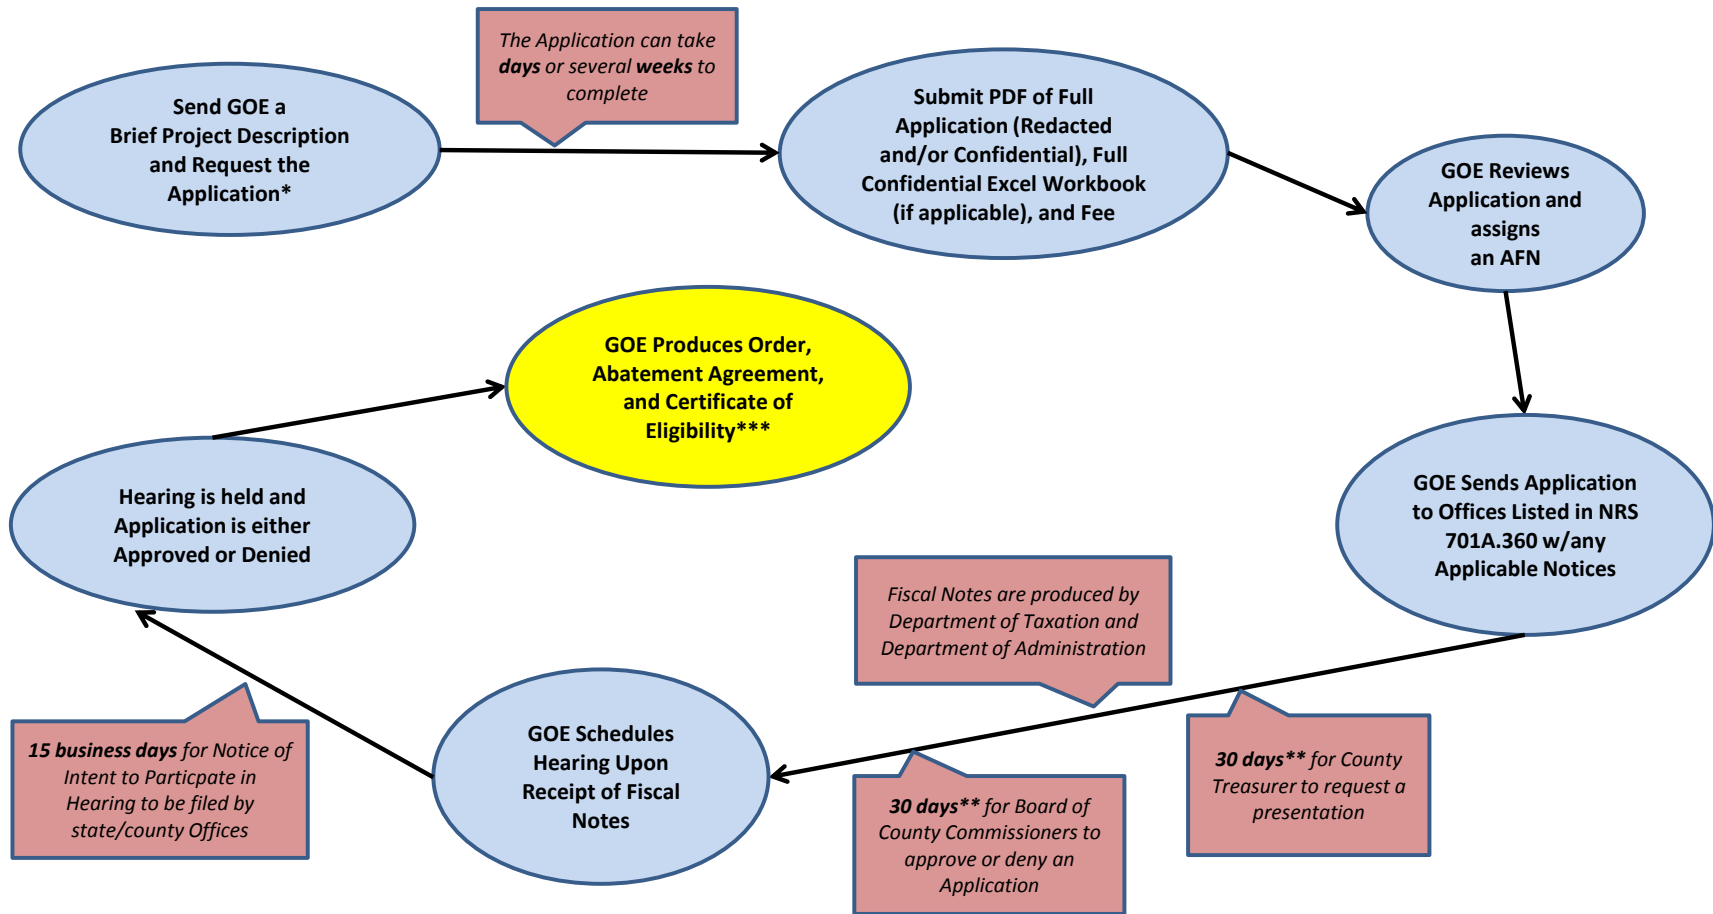 Send GOE a
Brief Project Description
and Request the
Application*
The Application can take
days or several weeks to
complete
Submit PDF of Full
Application (Redacted
and/or Confidential), Full
Confidential Excel Workbook
(if applicable), and Fee
GOE Reviews
Application and
assigns
an AFN
GOE Sends Application
to Offices Listed in NRS
701A.360 w/any
Applicable Notices
Fiscal Notes are produced by
Department of Taxation and
Department of Administration
30 days** for County
Treasurer to request a
presentation
30 days** for Board of
County Commissioners to
approve or deny an
Application
GOE Schedules
Hearing Upon
Receipt of Fiscal
Notes
15 business days for Notice of
Intent to Particpate in
Hearing to be filed by
state/county Offices
Hearing is held and
Application is either
Approved or Denied
GOE Produces Order,
Abatement Agreement,
and Certificate of
Eligibility***